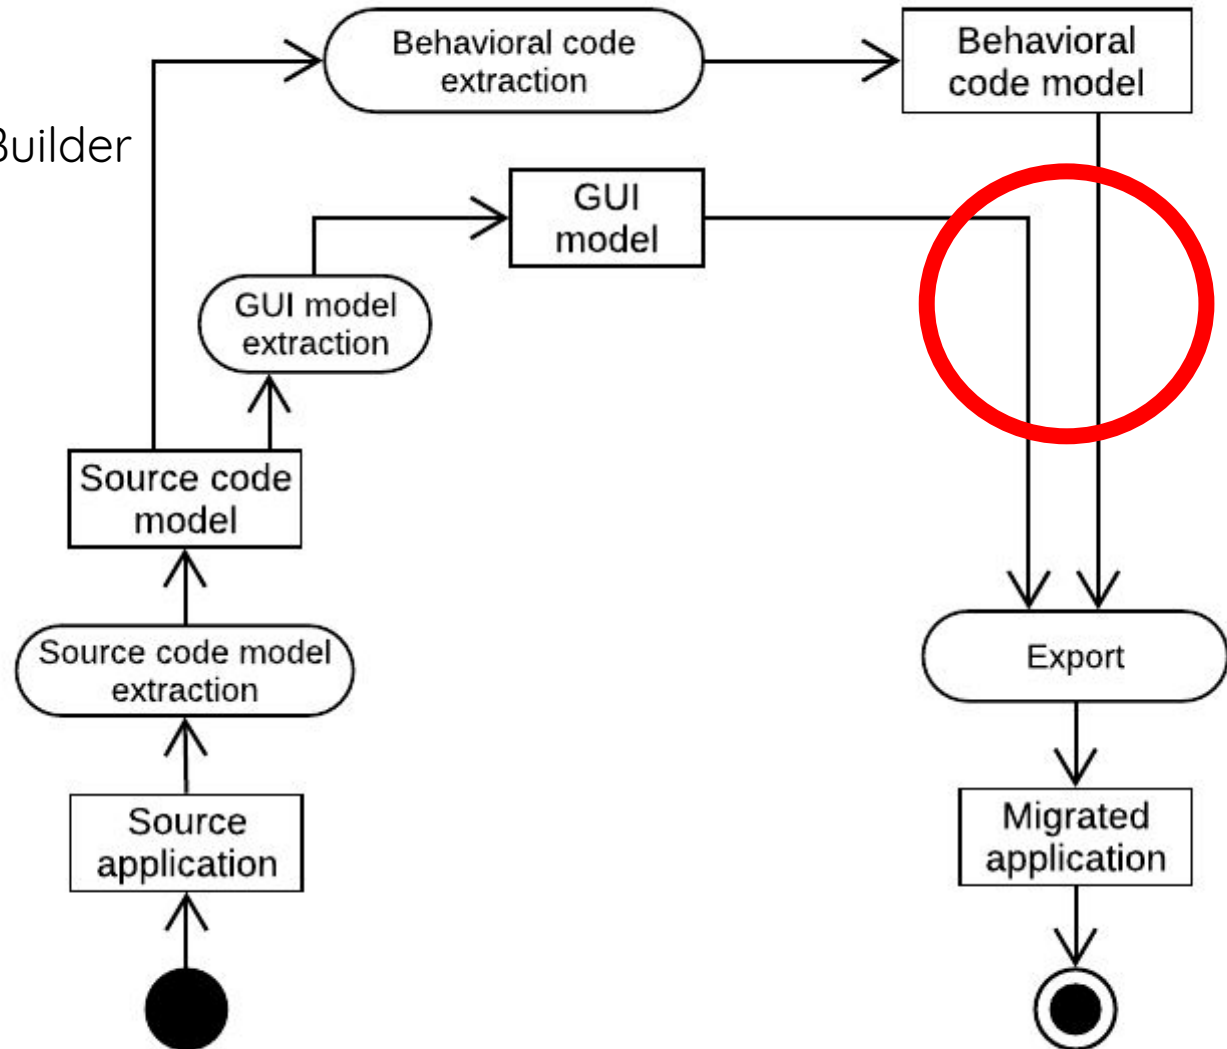 Behavioral code
extraction
Behavioral
code model
Builder
GUI
model
GUI model
extraction
Source code
model
Source code model
extraction
Export
Source
application
Migrated
application